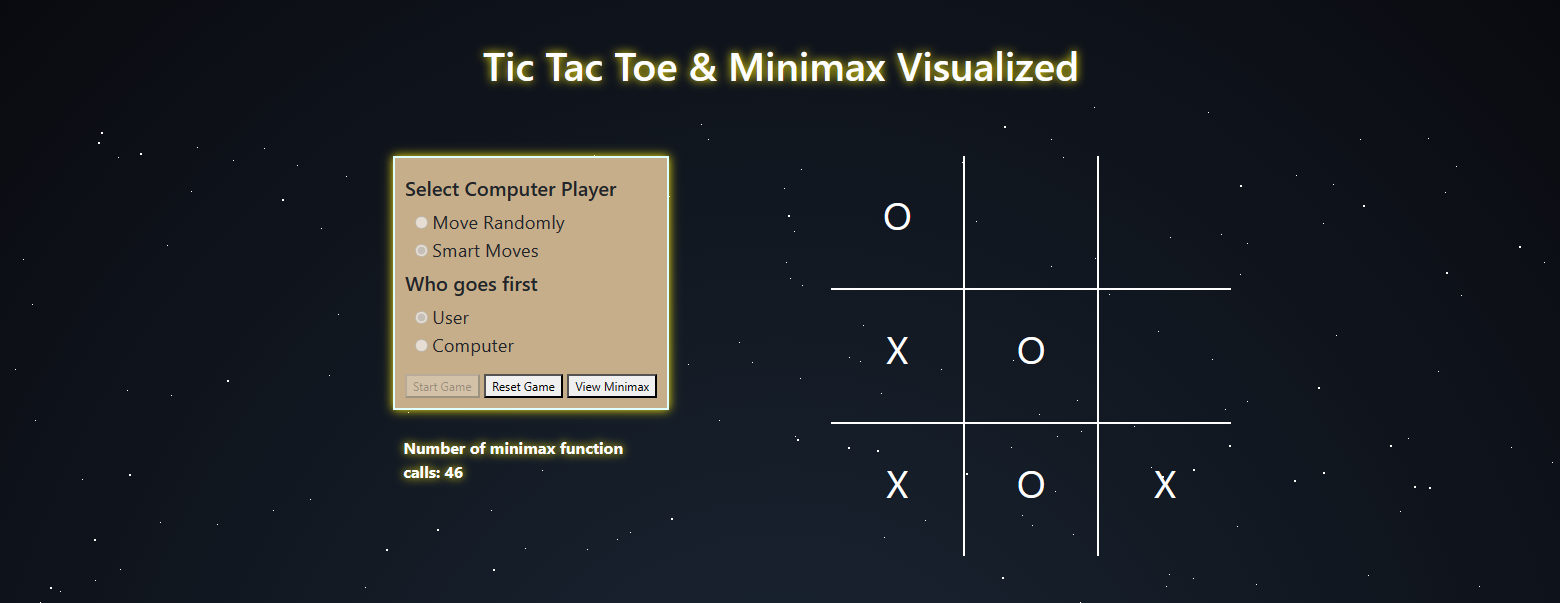 Tic Tac Toe & Minimax Visualized
Select Computer Player
Move Randomly
Smart Moves
Who goes first
User
Computer
Start Game Reset Game View Minimax
Number of minimax function
calls: 46
O
X O
X O X